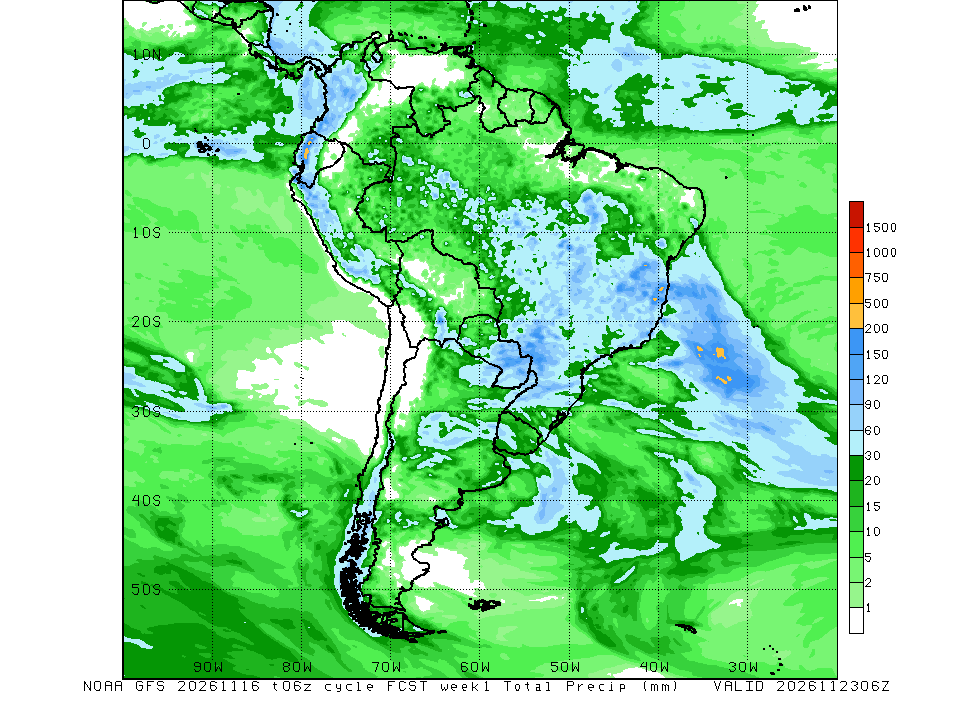 10N
0
10S
20S
30S
40S
50S
90W 80W 70W 60W 50W 40W 30W
1500
1000
750
500
200
150
120
90
60
30
20
15
10
5
2
1
NOAA GFS 20261116 t06z cycle FCST week1 Total Precip (mm) VALID 2026112306Z